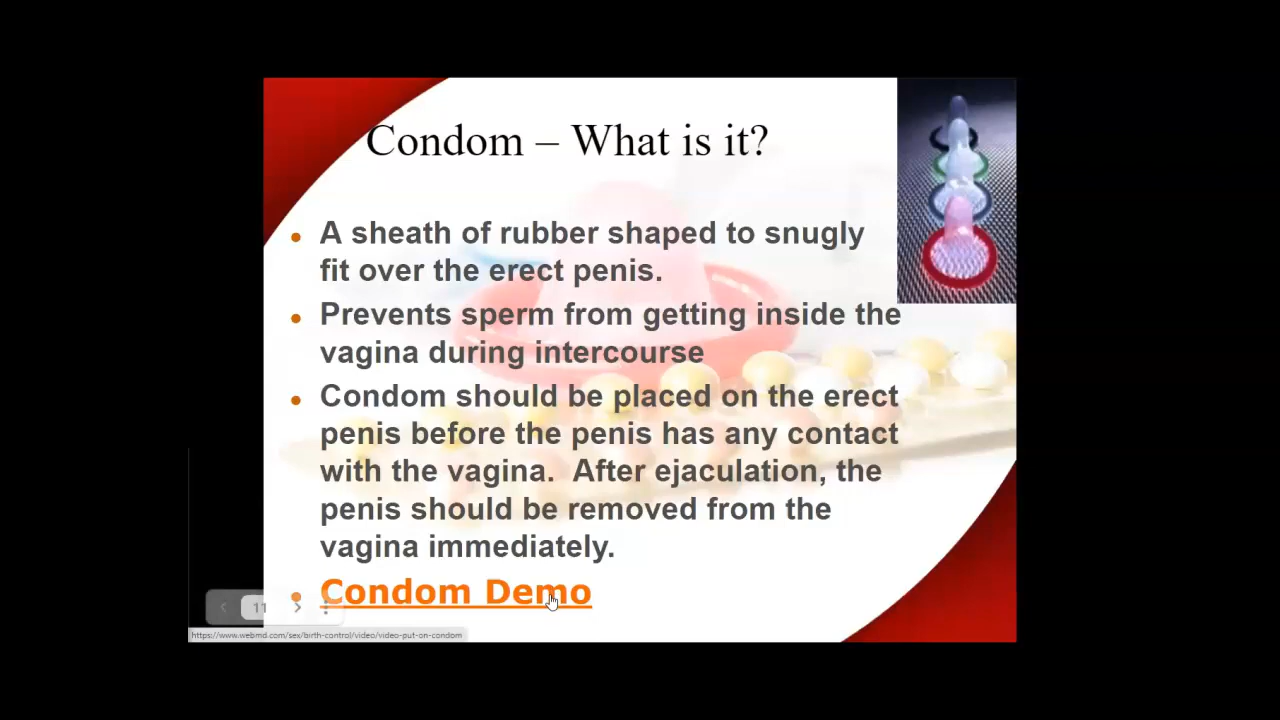 Condom – What is it?
• A sheath of rubber shaped to snugly
fit over the erect penis.
• Prevents sperm from getting inside the
vagina during intercourse
• Condom should be placed on the erect
penis before the penis has any contact
with the vagina. After ejaculation, the
penis should be removed from the
vagina immediately.
• Condom Demo
11
https://www.webmd.com/sex/birth-control/video/video-put-on-condom